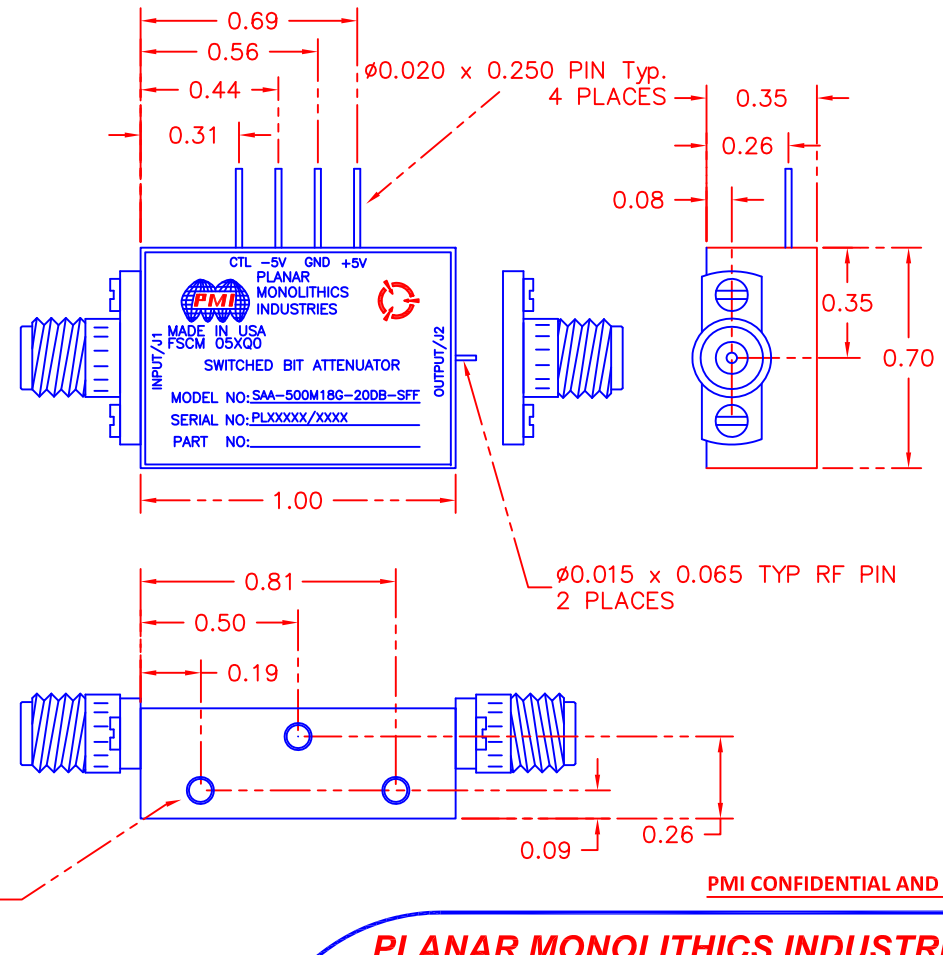 0.69
0.56
0.44
0.31
ø0.020 x 0.250 PIN Typ.
4 PLACES
0.35
0.26
0.08
CTL -5V GND +5V
PMI
PLANAR
MONOLITHICS
INDUSTRIES
MADE IN USA
FSCM 05XQ0
INPUT/J1
OUTPUT/J2
SWITCHED BIT ATTENUATOR
MODEL NO: SAA-500M18G-20DB-SFF
SERIAL NO: PLXXXXX/XXXX
PART NO:
0.35
0.70
1.00
ø0.015 x 0.065 TYP RF PIN
2 PLACES
0.81
0.50
0.19
0.26
0.09
PMI CONFIDENTIAL AND
PLANAR MONOLITHICS INDUSTRI